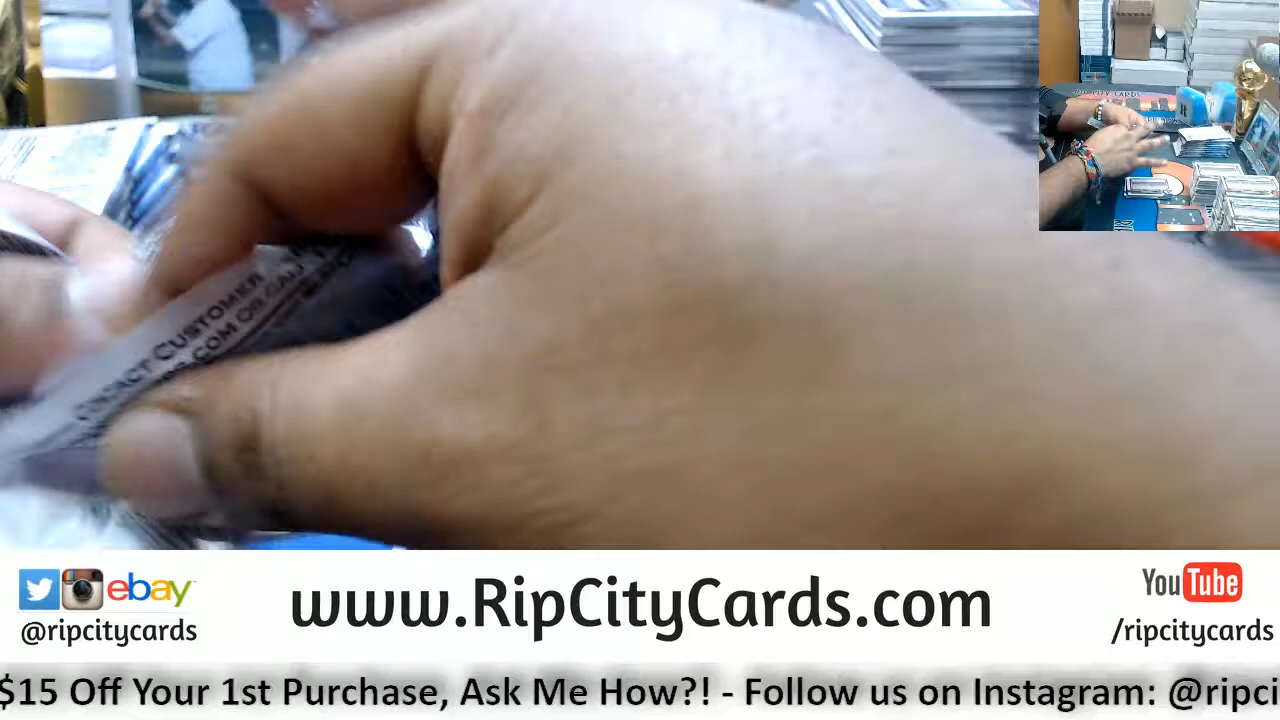 CONTACT CUSTOMER
.COM OR CALL
ebay
@ripcitycards
www.RipCityCards.com
YouTube
/ripcitycards
$15 Off Your 1st Purchase, Ask Me How?! - Follow us on Instagram: @ripci